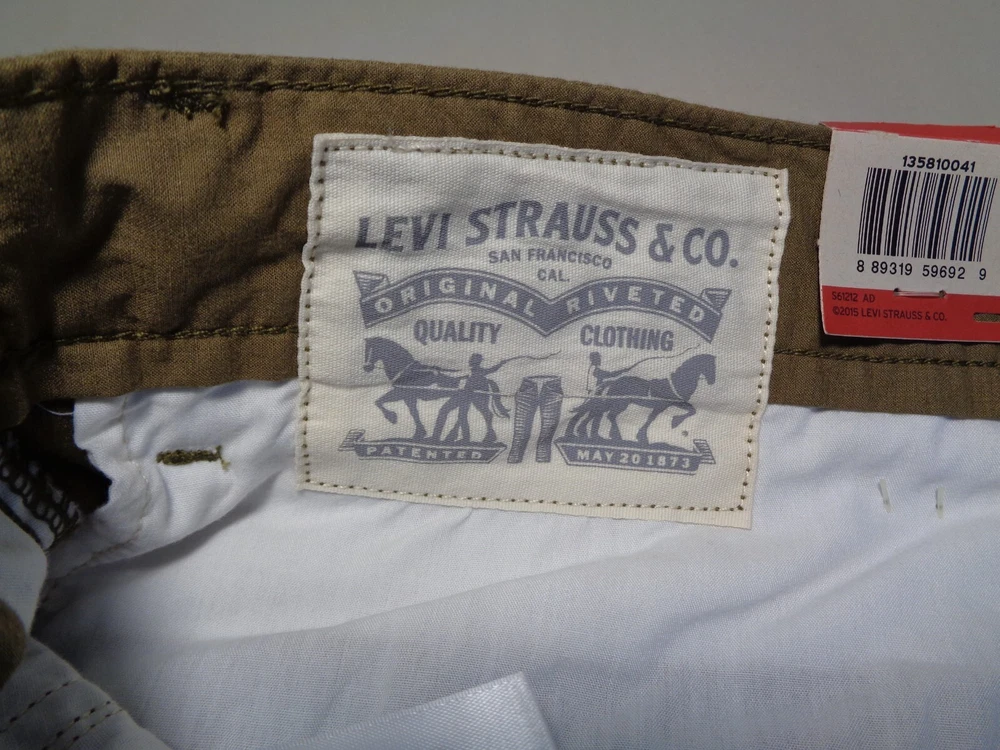 LEVI STRAUSS & CO.
SAN FRANCISCO
CAL.
ORIGINAL RIVETED
QUALITY CLOTHING
PATENTED MAY 20 1873
135810041
8 89319 59692 9
S61212 AD
©2015 LEVI STRAUSS & CO.